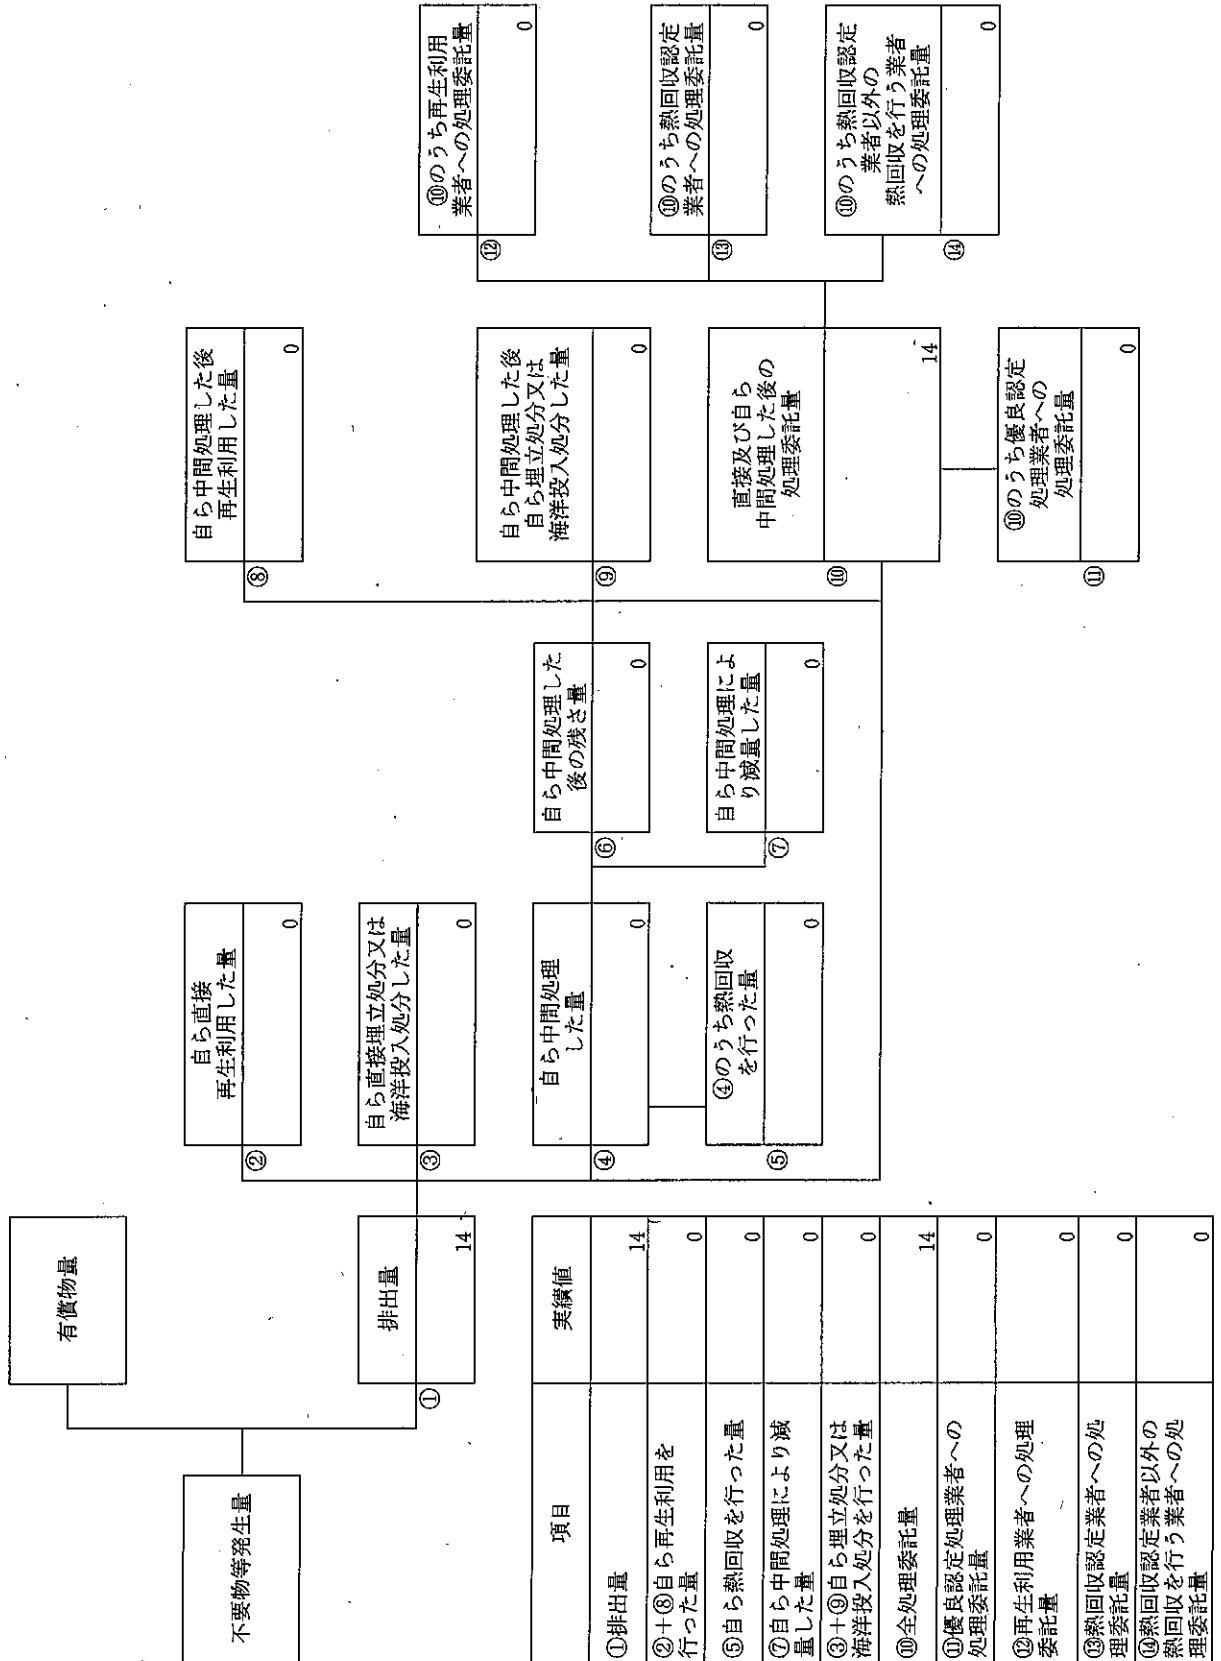 不要物等発生量
有償物量
①
排出量
14
②
自ら直接
再生利用した量
0
③
自ら直接埋立処分又は
海洋投入処分した量
0
④
自ら中間処理
した量
0
⑤
④のうち熱回収
を行った量
0
⑥
自ら中間処理した
後の残さ量
0
⑦
自ら中間処理によ
り減量した量
0
⑧
自ら中間処理した後
再生利用した量
0
⑨
自ら中間処理した後
自ら埋立処分又は
海洋投入処分した量
0
⑩
直接及び自ら
中間処理した後の
処理委託量
14
⑪
⑩のうち優良認定
処理業者への
処理委託量
0
⑫
⑩のうち再生利用
業者への処理委託量
0
⑬
⑩のうち熱回収認定
業者への処理委託量
0
⑭
⑩のうち熱回収認定
業者以外の
熱回収を行う業者
への処理委託量
0
項目
実績値
①排出量
14
②+⑧自ら再生利用を
行った量
0
⑤自ら熱回収を行った量
0
⑦自ら中間処理により減
量した量
0
③+⑨自ら埋立処分又は
海洋投入処分を行った量
0
⑩全処理委託量
14
⑪優良認定処理業者への
処理委託量
0
⑫再生利用業者への処理
委託量
0
⑬熱回収認定業者への処
理委託量
0
⑭熱回収認定業者以外の
熱回収を行う業者への処
理委託量
0